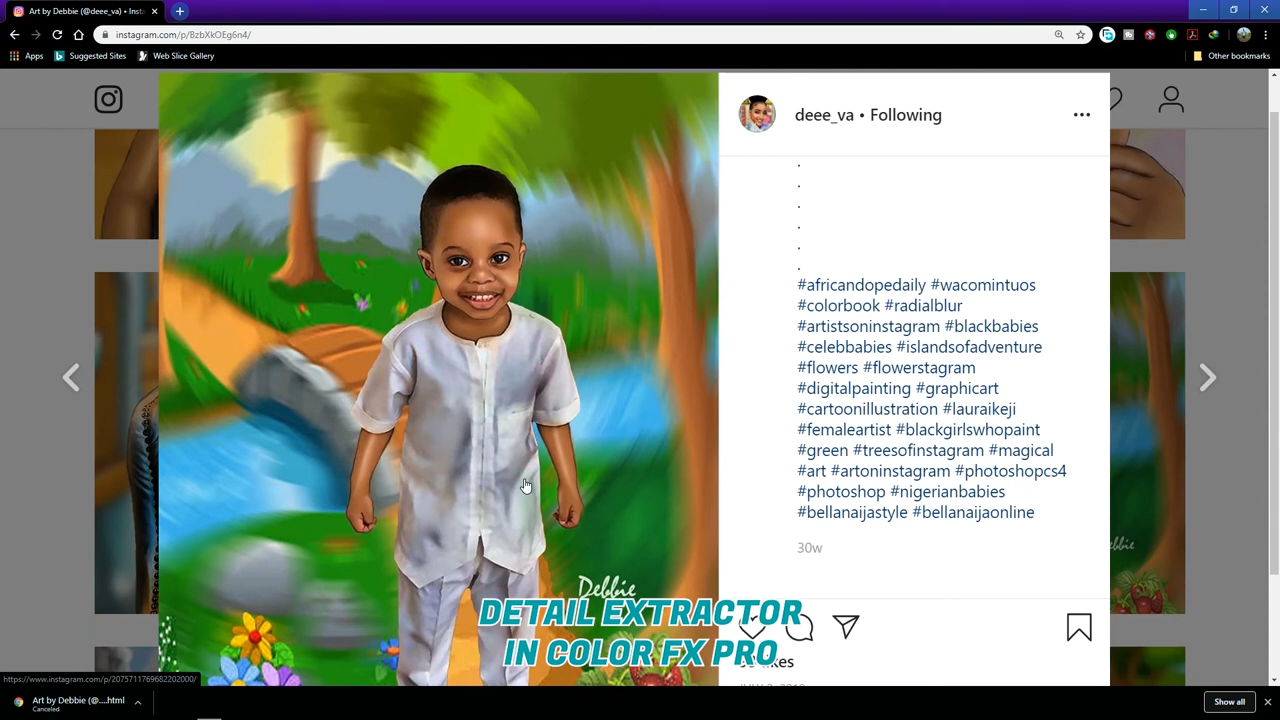 Art by Debbie (@deee_va) • Insta
instagram.com/p/BzbXkOEg6n4/
Apps
Suggested Sites
Web Slice Gallery
Other bookmarks
deee_va • Following
.
.
.
.
.
.
#africandopedaily #wacomintuos
#colorbook #radialblur
#artistsoninstagram #blackbabies
#celebbabies #islandsofadventure
#flowers #flowerstagram
#digitalpainting #graphicart
#cartoonillustration #lauraikeji
#femaleartist #blackgirlswhopaint
#green #treesofinstagram #magical
#art #artoninstagram #photoshopcs4
#photoshop #nigerianbabies
#bellanaijastyle #bellanaijaonline
30w
Debbie
DETAIL EXTRACTOR
IN COLOR FX PRO
likes
https://www.instagram.com/p/2075711769682202000/
Art by Debbie (@....html
Canceled
Show all